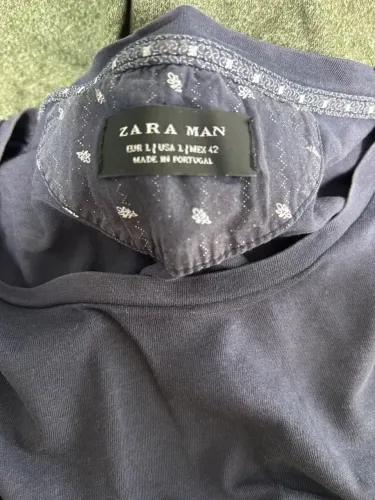 ZARA MAN
EUR L / USA L / MEX 42
MADE IN PORTUGAL